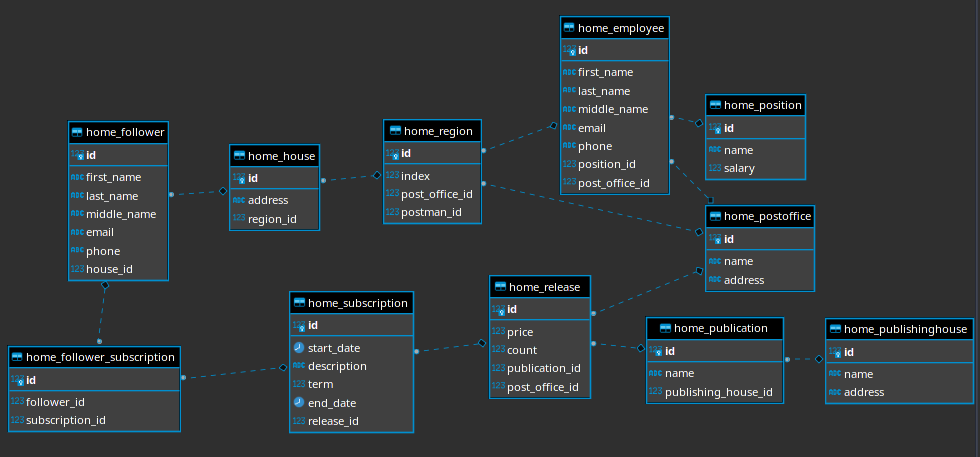 home_employee
id
first_name
last_name
middle_name
email
phone
position_id
post_office_id
home_position
id
name
salary
home_follower
id
first_name
last_name
middle_name
email
phone
house_id
home_house
id
address
region_id
home_region
id
index
post_office_id
postman_id
home_postoffice
id
name
address
home_release
id
price
count
publication_id
post_office_id
home_subscription
id
start_date
description
term
end_date
release_id
home_publication
id
name
publishing_house_id
home_publishinghouse
id
name
address
home_follower_subscription
id
follower_id
subscription_id